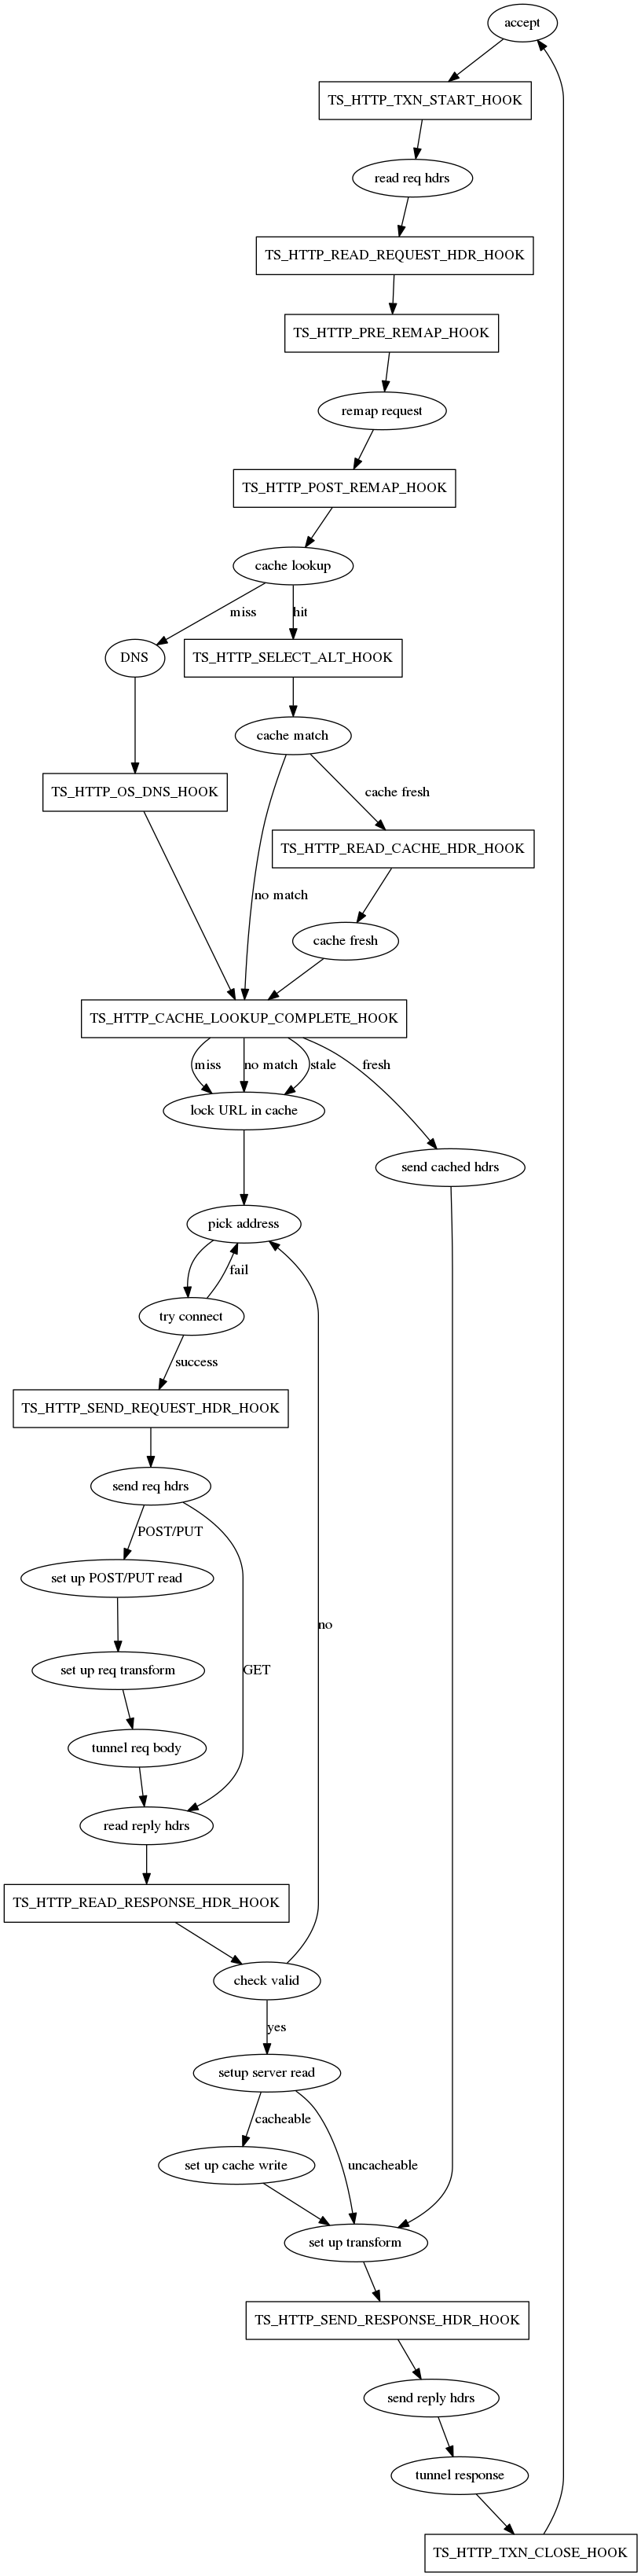 accept
TS_HTTP_TXN_START_HOOK
read req hdrs
TS_HTTP_READ_REQUEST_HDR_HOOK
TS_HTTP_PRE_REMAP_HOOK
remap request
TS_HTTP_POST_REMAP_HOOK
cache lookup
miss
hit
DNS
TS_HTTP_SELECT_ALT_HOOK
cache match
TS_HTTP_OS_DNS_HOOK
cache fresh
TS_HTTP_READ_CACHE_HDR_HOOK
no match
cache fresh
TS_HTTP_CACHE_LOOKUP_COMPLETE_HOOK
miss
no match
stale
fresh
lock URL in cache
send cached hdrs
pick address
fail
try connect
success
TS_HTTP_SEND_REQUEST_HDR_HOOK
send req hdrs
POST/PUT
set up POST/PUT read
no
set up req transform
GET
tunnel req body
read reply hdrs
TS_HTTP_READ_RESPONSE_HDR_HOOK
check valid
yes
setup server read
cacheable
set up cache write
uncacheable
set up transform
TS_HTTP_SEND_RESPONSE_HDR_HOOK
send reply hdrs
tunnel response
TS_HTTP_TXN_CLOSE_HOOK